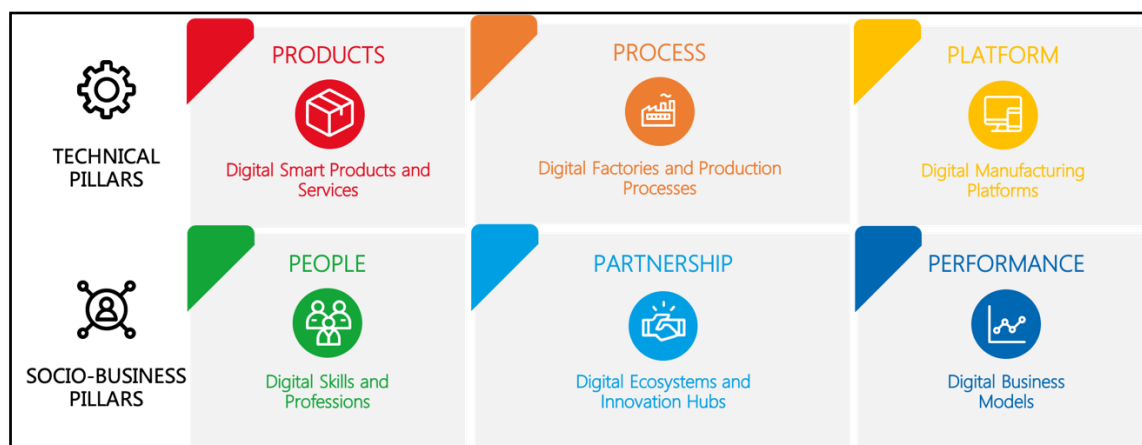 TECHNICAL
PILLARS
PRODUCTS
Digital Smart Products and
Services
PROCESS
Digital Factories and Production
Processes
PLATFORM
Digital Manufacturing
Platforms
SOCIO-BUSINESS
PILLARS
PEOPLE
Digital Skills and
Professions
PARTNERSHIP
Digital Ecosystems and
Innovation Hubs
PERFORMANCE
Digital Business
Models